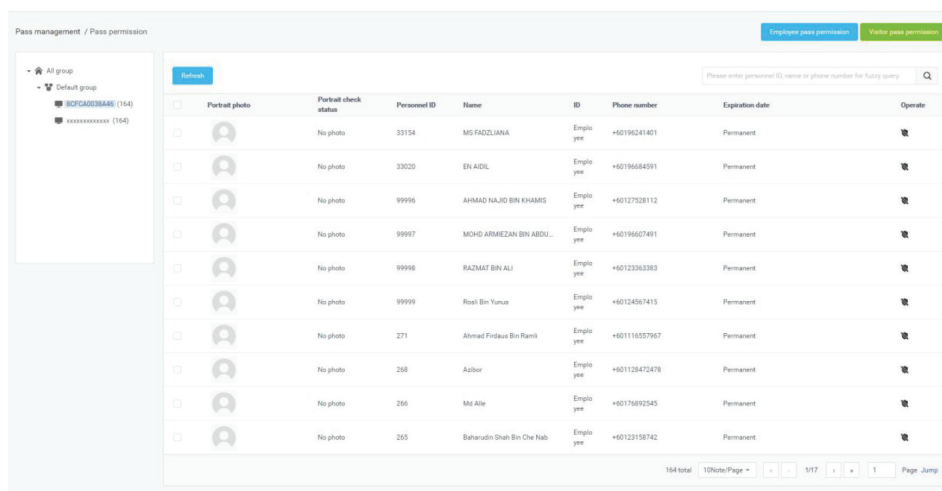 Pass management / Pass permission
Employee pass permission
Visitor pass permission
All group
Default group
8CFCA0038A46 (164)
xxxxxxxxxxxxx (164)
Refresh
Please enter personnel ID, name or phone number for fuzzy query
Portrait photo Portrait check status Personnel ID Name ID Phone number Expiration date Operate
No photo 33154 MS FADZLIANA Employee +60196241401 Permanent
No photo 33020 EN AIDIL Employee +60196684591 Permanent
No photo 99996 AHMAD NAJID BIN KHAMIS Employee +60127528112 Permanent
No photo 99997 MOHD ARMIEZAN BIN ABDU... Employee +60196607491 Permanent
No photo 99998 RAZMAT BIN ALI Employee +60123363383 Permanent
No photo 99999 Rosli Bin Yunus Employee +60124567415 Permanent
No photo 271 Ahmad Firdaus Bin Ramli Employee +601116557967 Permanent
No photo 268 Azibor Employee +601128472478 Permanent
No photo 266 Md Alle Employee +60176892545 Permanent
No photo 265 Baharudin Shah Bin Che Nab Employee +60123158742 Permanent
164 total 10Note/Page « ‹ 1/17 › » 1 Page Jump